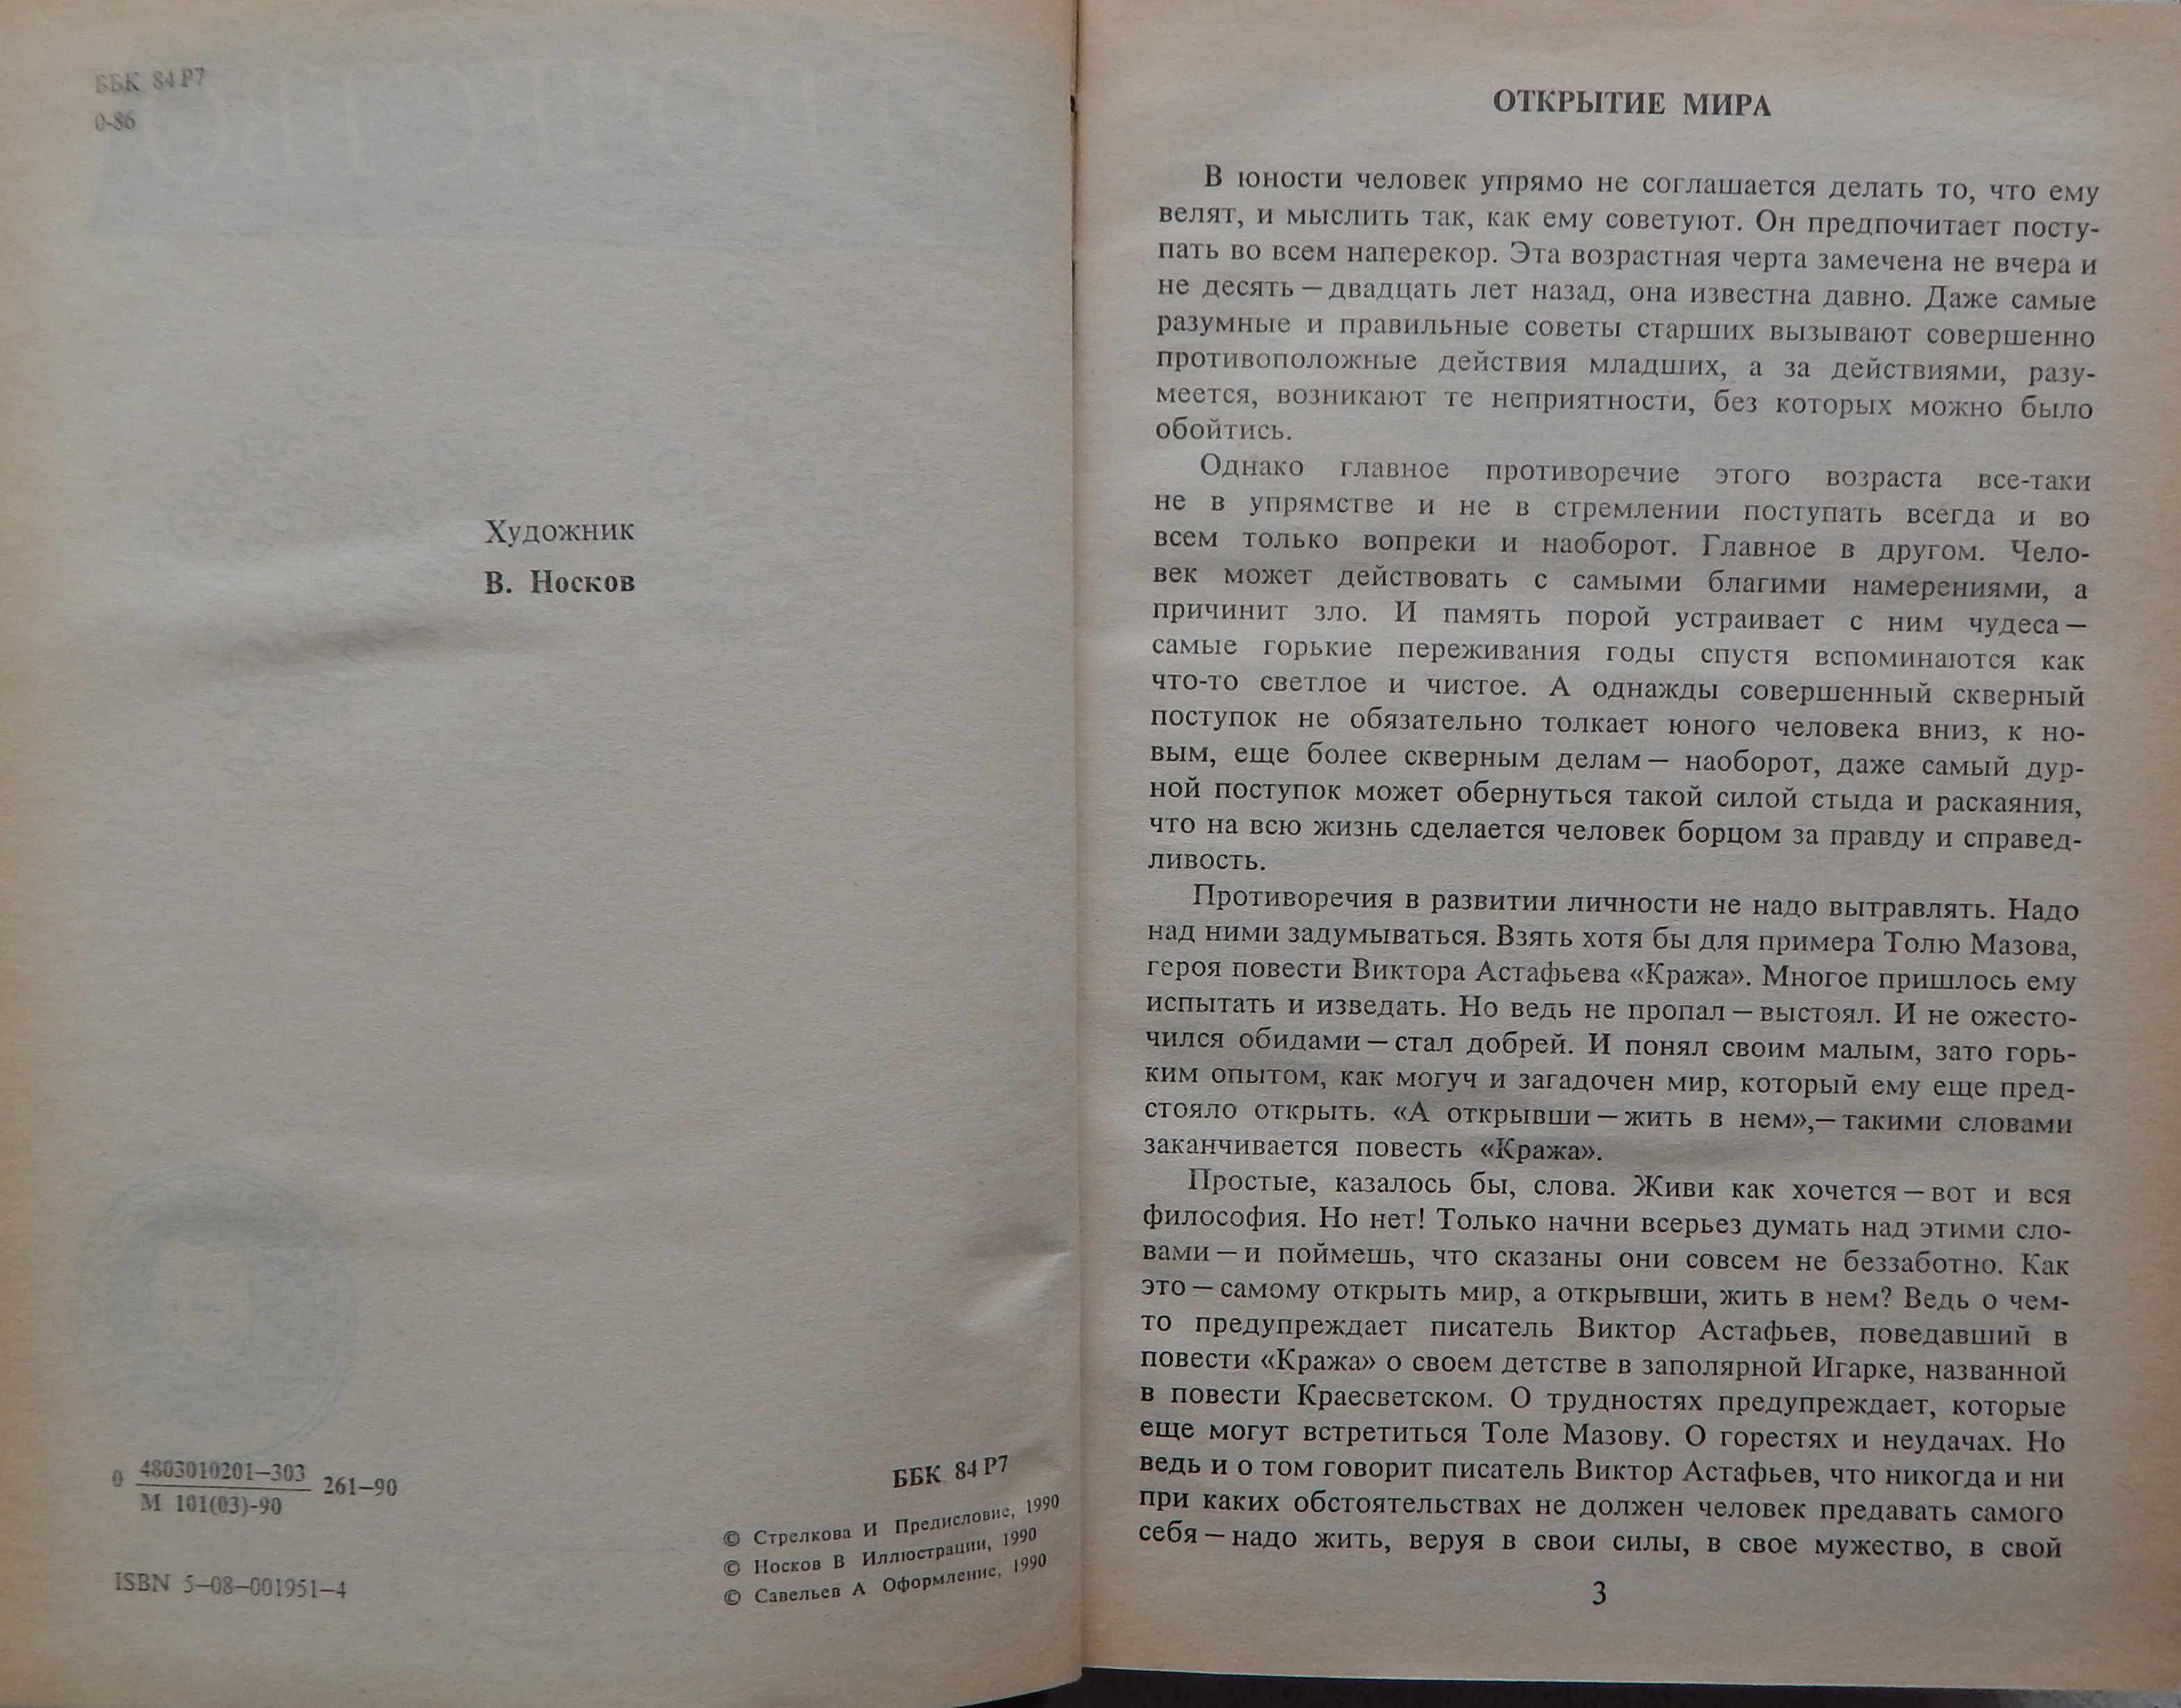 ББК 84Р7
0-86
Художник
В. Носков
0 4803010201—303 261—90
М 101(03)-90
ISBN 5—08—001951—4
ББК 84Р7
© Стрелкова И Предисловие, 1990
© Носков В Иллюстрации, 1990
© Савельев А Оформление, 1990
ОТКРЫТИЕ МИРА
В юности человек упрямо не соглашается делать то, что ему
велят, и мыслить так, как ему советуют. Он предпочитает посту-
пать во всем наперекор. Эта возрастная черта замечена не вчера и
не десять — двадцать лет назад, она известна давно. Даже самые
разумные и правильные советы старших вызывают совершенно
противоположные действия младших, а за действиями, разу-
меется, возникают те неприятности, без которых можно было
обойтись.
Однако главное противоречие этого возраста все-таки
не в упрямстве и не в стремлении поступать всегда и во
всем только вопреки и наоборот. Главное в другом. Чело-
век может действовать с самыми благими намерениями, а
причинит зло. И память порой устраивает с ним чудеса —
самые горькие переживания годы спустя вспоминаются как
что-то светлое и чистое. А однажды совершенный скверный
поступок не обязательно толкает юного человека вниз, к но-
вым, еще более скверным делам — наоборот, даже самый дур-
ной поступок может обернуться такой силой стыда и раскаяния,
что на всю жизнь сделается человек борцом за правду и справед-
ливость.
Противоречия в развитии личности не надо вытравлять. Надо
над ними задумываться. Взять хотя бы для примера Толю Мазова,
героя повести Виктора Астафьева «Кража». Многое пришлось ему
испытать и изведать. Но ведь не пропал — выстоял. И не ожесто-
чился обидами — стал добрей. И понял своим малым, зато горь-
ким опытом, как могуч и загадочен мир, который ему еще пред-
стояло открыть. «А открывши — жить в нем»,— такими словами
заканчивается повесть «Кража».
Простые, казалось бы, слова. Живи как хочется — вот и вся
философия. Но нет! Только начни всерьез думать над этими сло-
вами — и поймешь, что сказаны они совсем не беззаботно. Как
это — самому открыть мир, а открывши, жить в нем? Ведь о чем-
то предупреждает писатель Виктор Астафьев, поведавший в
повести «Кража» о своем детстве в заполярной Игарке, названной
в повести Краесветском. О трудностях предупреждает, которые
еще могут встретиться Толе Мазову. О горестях и неудачах. Но
ведь и о том говорит писатель Виктор Астафьев, что никогда и ни
при каких обстоятельствах не должен человек предавать самого
себя — надо жить, веруя в свои силы, в свое мужество, в свой
3